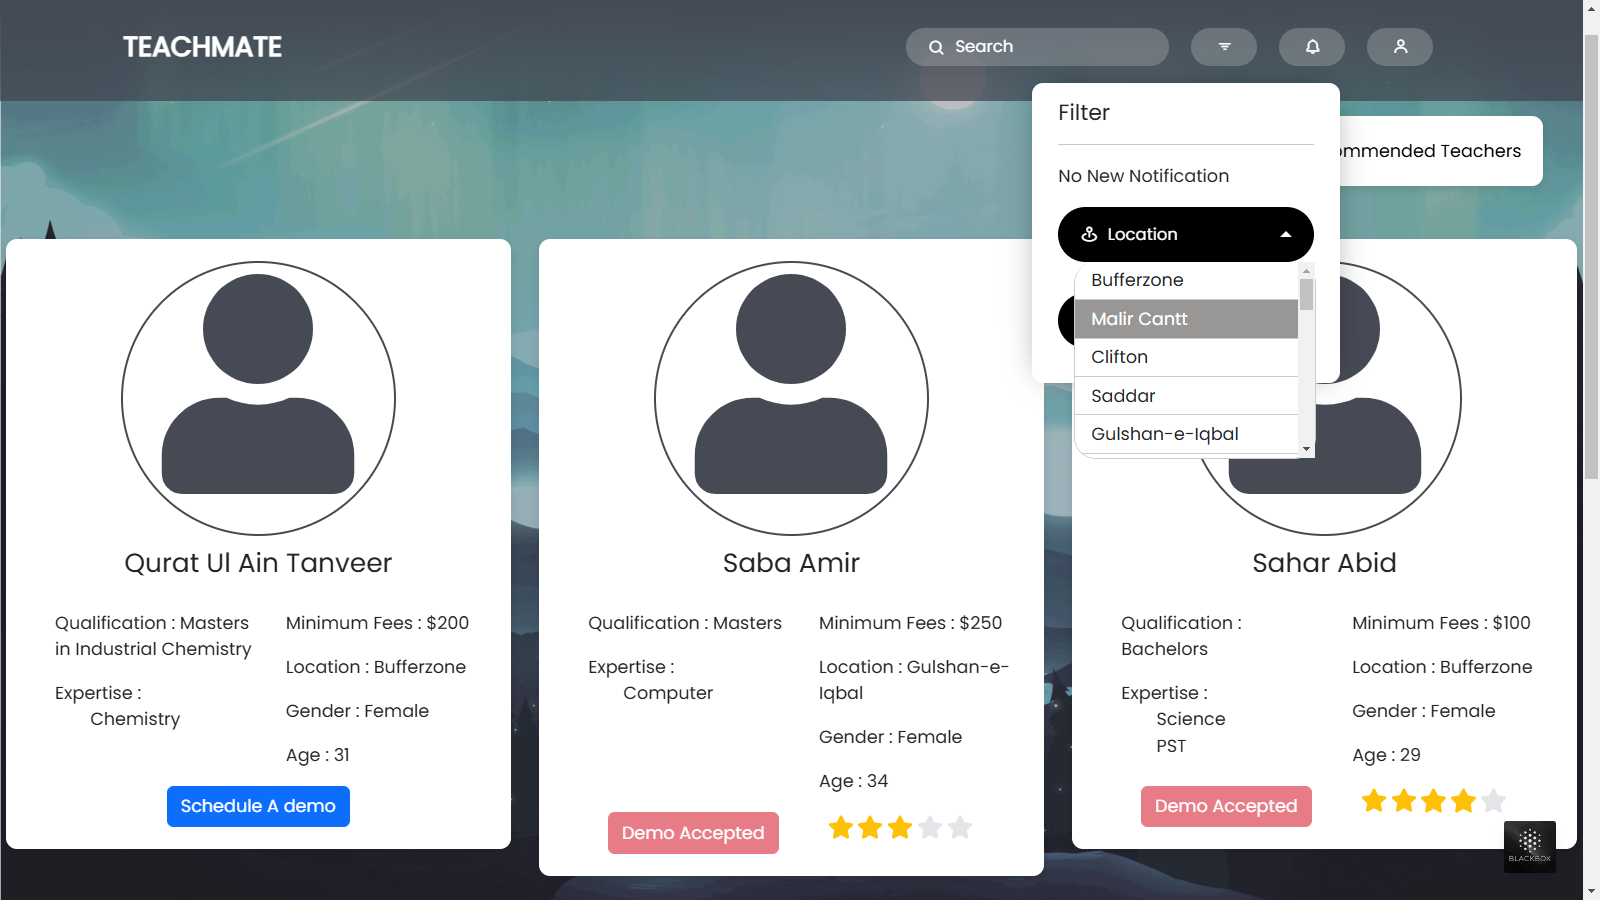 TEACHMATE
Search
Filter
No New Notification
Location
Bufferzone
Malir Cantt
Clifton
Saddar
Gulshan-e-Iqbal
Teachers
Qurat Ul Ain Tanveer
Qualification : Masters
in Industrial Chemistry
Expertise :
Chemistry
Minimum Fees : $200
Location : Bufferzone
Gender : Female
Age : 31
Schedule A demo
Saba Amir
Qualification : Masters
Expertise :
Computer
Minimum Fees : $250
Location : Gulshan-e-
Iqbal
Gender : Female
Age : 34
Demo Accepted
Sahar Abid
Qualification :
Bachelors
Expertise :
Science
PST
Minimum Fees : $100
Location : Bufferzone
Gender : Female
Age : 29
Demo Accepted
BLACKBOX